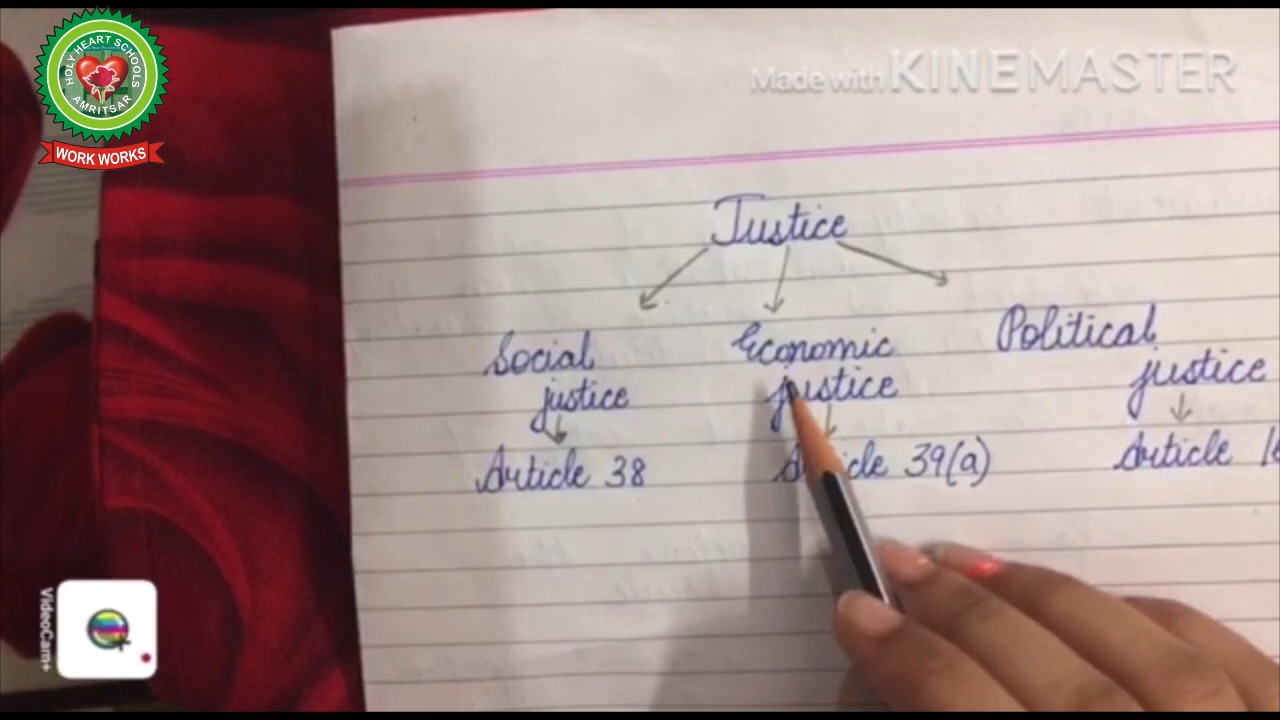 HOLY HEART SCHOOLS
AMRITSAR
WORK WORKS
Made with KINEMASTER
Justice
Social justice
Economic justice
Political justice
Article 38
Article 39(a)
Article
VideoCam+